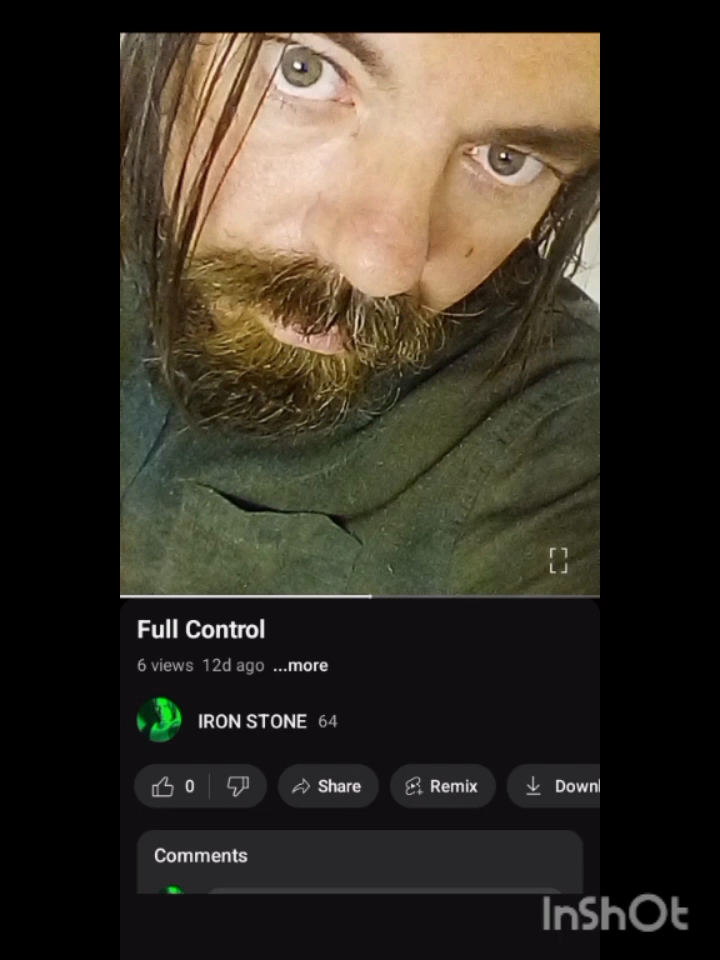 Full Control
6 views 12d ago ...more
IRON STONE 64
0 Share Remix Downl
Comments
InShOt